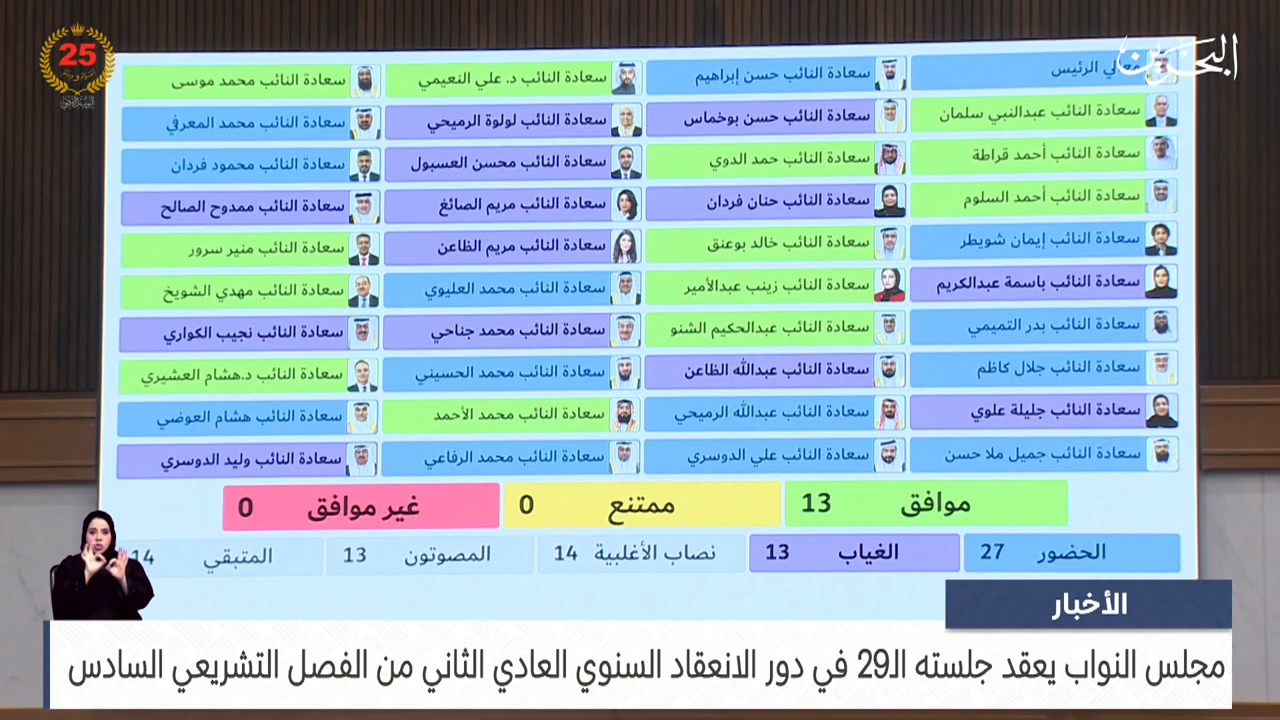 25
البحرين
معالي الرئيس
سعادة النائب حسن إبراهيم
سعادة النائب د. علي النعيمي
سعادة النائب محمد موسى
سعادة النائب عبدالنبي سلمان
سعادة النائب حسن بوخماس
سعادة النائب لولوة الرميحي
سعادة النائب محمد المعرفي
سعادة النائب أحمد قراطة
سعادة النائب حمد الدوي
سعادة النائب محسن العسبول
سعادة النائب محمود فردان
سعادة النائب أحمد السلوم
سعادة النائب حنان فردان
سعادة النائب مريم الصائغ
سعادة النائب ممدوح الصالح
سعادة النائب إيمان شويطر
سعادة النائب خالد بوعنق
سعادة النائب مريم الظاعن
سعادة النائب منير سرور
سعادة النائب باسمة عبدالكريم
سعادة النائب زينب عبدالأمير
سعادة النائب محمد العليوي
سعادة النائب مهدي الشويخ
سعادة النائب بدر التميمي
سعادة النائب عبدالحكيم الشنو
سعادة النائب محمد جناحي
سعادة النائب نجيب الكواري
سعادة النائب جلال كاظم
سعادة النائب عبدالله الظاعن
سعادة النائب محمد الحسيني
سعادة النائب د.هشام العشيري
سعادة النائب جليلة علوي
سعادة النائب عبدالله الرميحي
سعادة النائب محمد الأحمد
سعادة النائب هشام العوضي
سعادة النائب جميل ملا حسن
سعادة النائب علي الدوسري
سعادة النائب محمد الرفاعي
سعادة النائب وليد الدوسري
موافق 13
ممتنع 0
غير موافق 0
الحضور 27
الغياب 13
نصاب الأغلبية 14
المصوتون 13
المتبقي 14
الأخبار
مجلس النواب يعقد جلسته الـ29 في دور الانعقاد السنوي العادي الثاني من الفصل التشريعي السادس